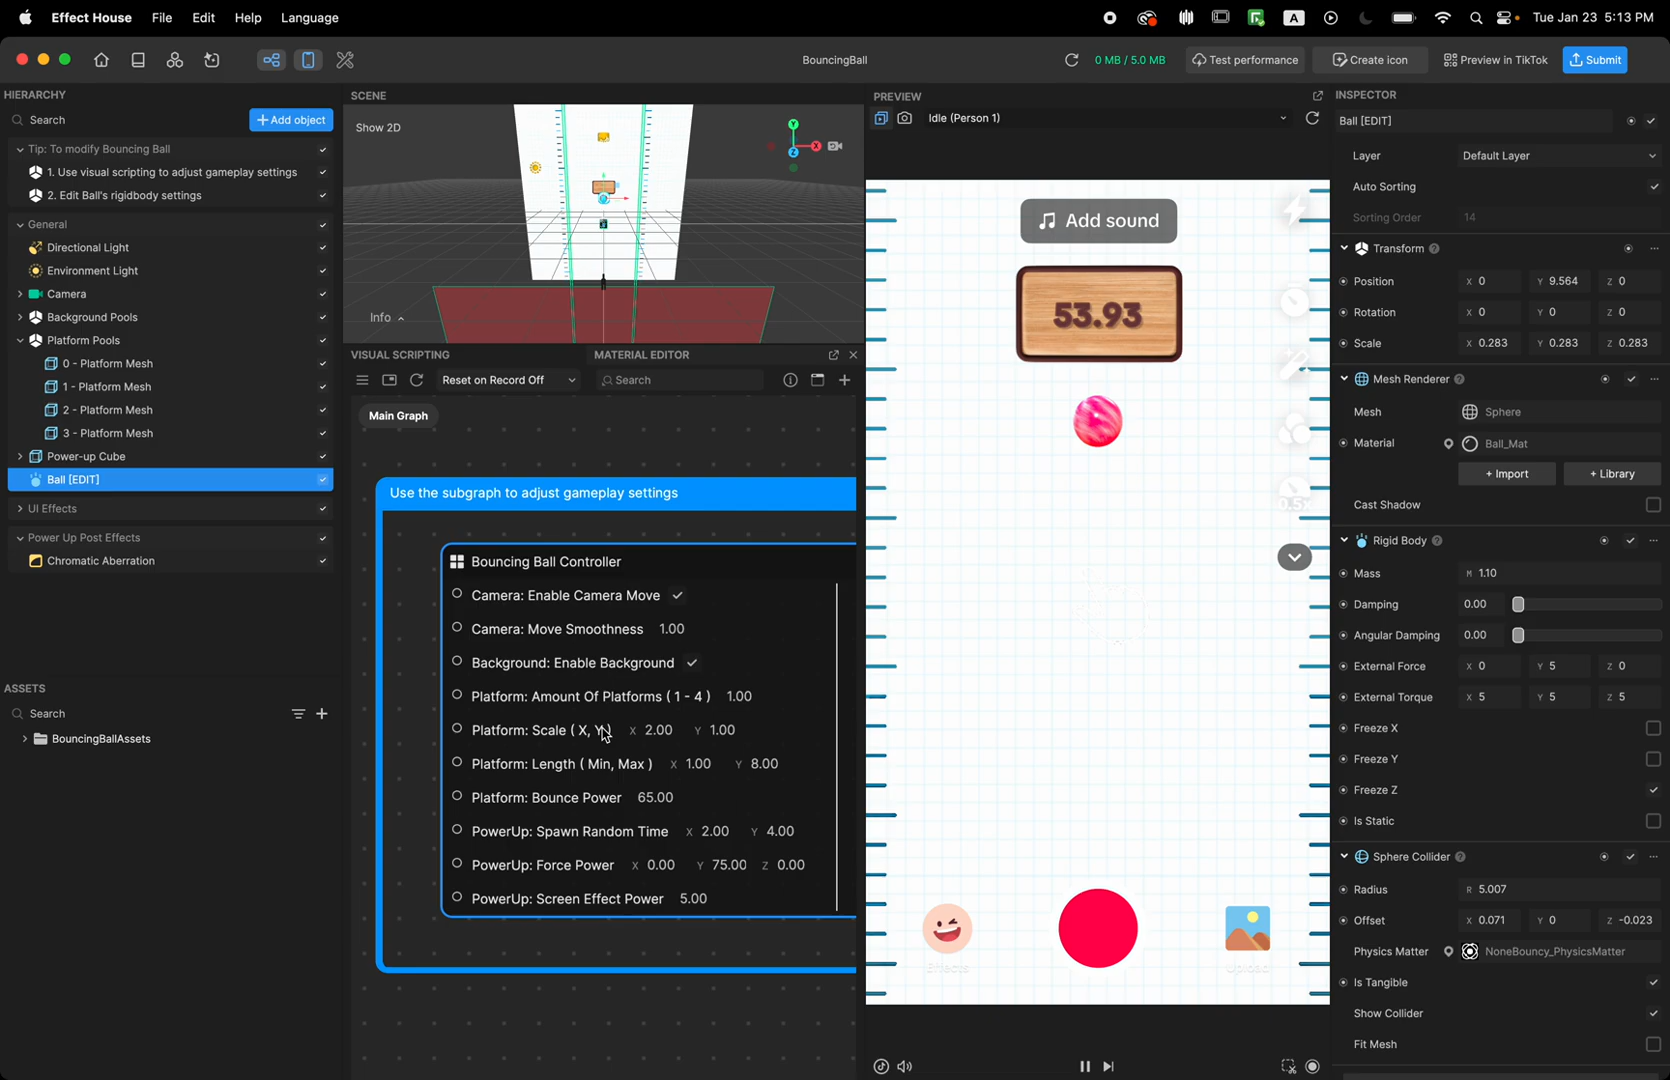 Effect House File Edit Help Language
A
Tue Jan 23 5:13 PM
BouncingBall
0 MB / 5.0 MB
Test performance
Create icon
Preview in TikTok
Submit
HIERARCHY
Search
+ Add object
Tip: To modify Bouncing Ball
1. Use visual scripting to adjust gameplay settings
2. Edit Ball's rigidbody settings
General
Directional Light
Environment Light
Camera
Background Pools
Platform Pools
0 - Platform Mesh
1 - Platform Mesh
2 - Platform Mesh
3 - Platform Mesh
Power-up Cube
Ball [EDIT]
UI Effects
Power Up Post Effects
Chromatic Aberration
ASSETS
Search
BouncingBallAssets
SCENE
Show 2D
Y
X
Z
Info
VISUAL SCRIPTING
MATERIAL EDITOR
Reset on Record Off
Search
Main Graph
Use the subgraph to adjust gameplay settings
Bouncing Ball Controller
Camera: Enable Camera Move
Camera: Move Smoothness 1.00
Background: Enable Background
Platform: Amount Of Platforms ( 1 - 4 ) 1.00
Platform: Scale ( X, Y ) X 2.00 Y 1.00
Platform: Length ( Min, Max ) X 1.00 Y 8.00
Platform: Bounce Power 65.00
PowerUp: Spawn Random Time X 2.00 Y 4.00
PowerUp: Force Power X 0.00 Y 75.00 Z 0.00
PowerUp: Screen Effect Power 5.00
PREVIEW
Idle (Person 1)
Add sound
53.93
0.5x
Effects
Upload
INSPECTOR
Ball [EDIT]
Layer Default Layer
Auto Sorting
Sorting Order 14
Transform
Position X 0 Y 9.564 Z 0
Rotation X 0 Y 0 Z 0
Scale X 0.283 Y 0.283 Z 0.283
Mesh Renderer
Mesh Sphere
Material Ball_Mat
+ Import + Library
Cast Shadow
Rigid Body
Mass M 1.10
Damping 0.00
Angular Damping 0.00
External Force X 0 Y 5 Z 0
External Torque X 5 Y 5 Z 5
Freeze X
Freeze Y
Freeze Z
Is Static
Sphere Collider
Radius R 5.007
Offset X 0.071 Y 0 Z -0.023
Physics Matter NoneBouncy_PhysicsMatter
Is Tangible
Show Collider
Fit Mesh